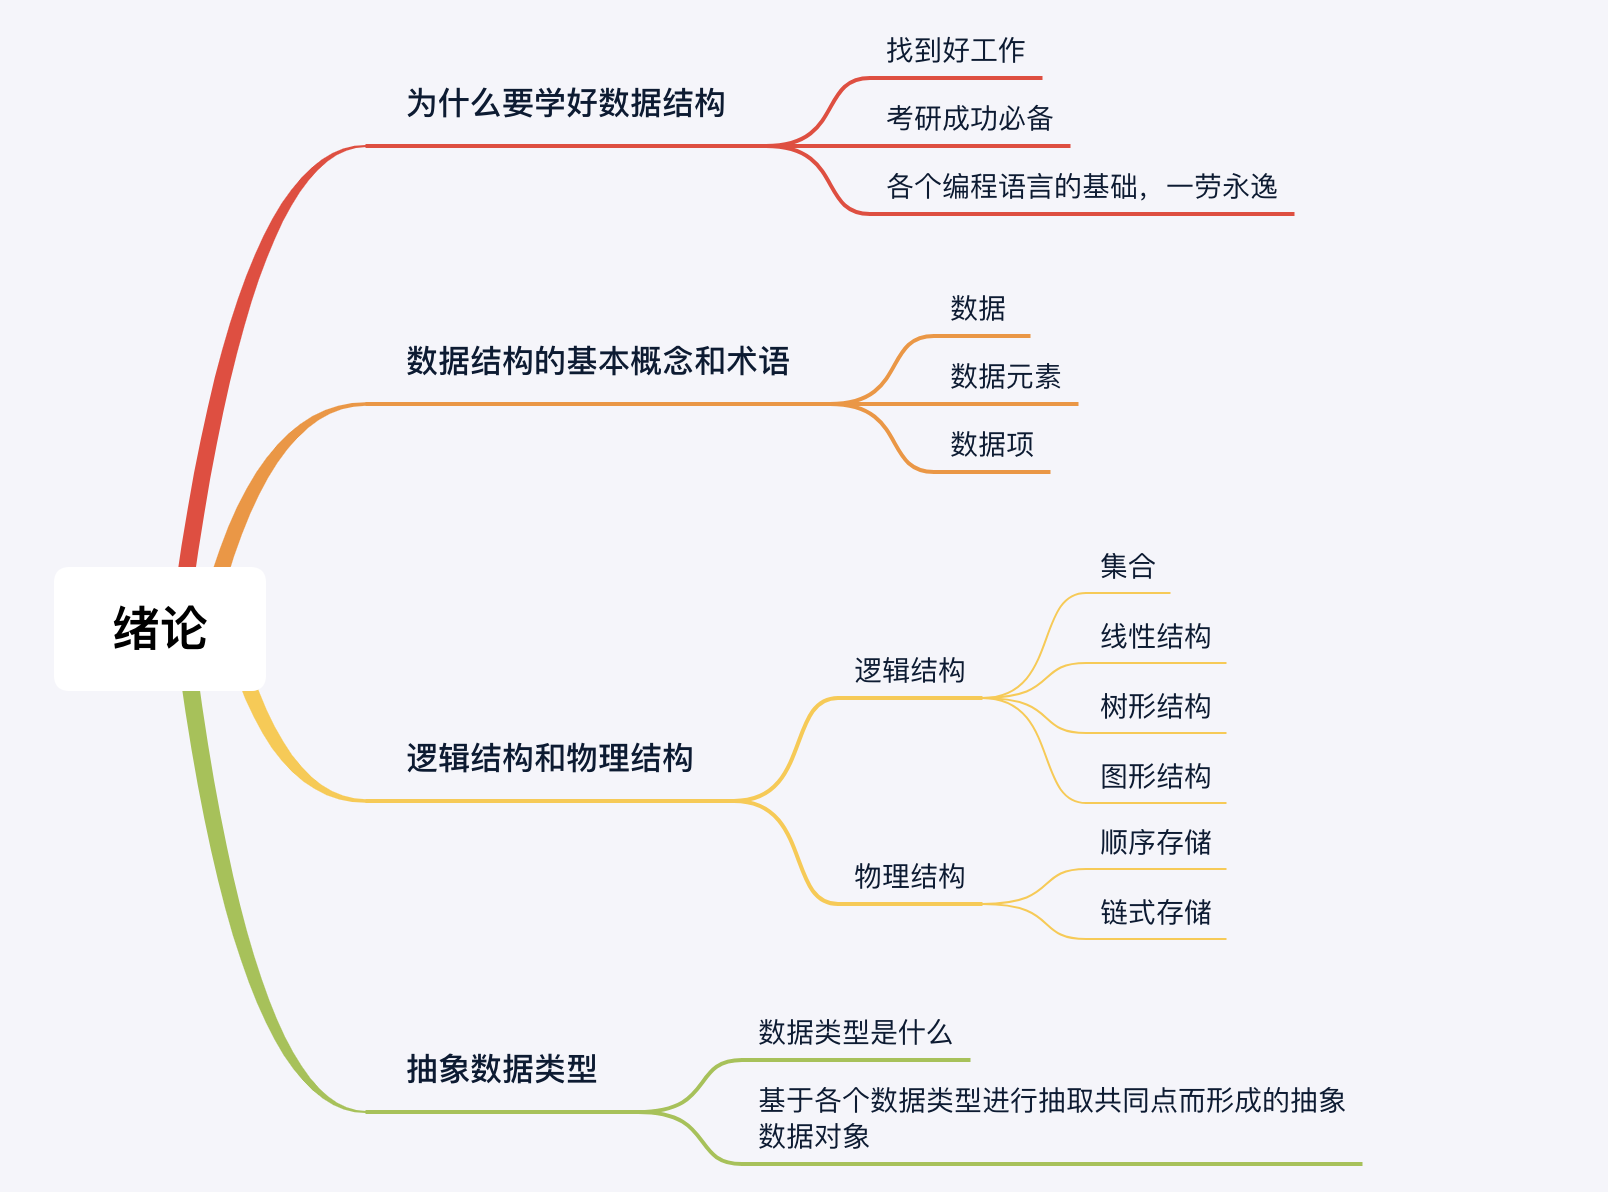 为什么要学好数据结构
找到好工作
考研成功必备
各个编程语言的基础，一劳永逸
数据结构的基本概念和术语
数据
数据元素
数据项
绪论
逻辑结构和物理结构
逻辑结构
集合
线性结构
树形结构
图形结构
物理结构
顺序存储
链式存储
抽象数据类型
数据类型是什么
基于各个数据类型进行抽取共同点而形成的抽象
数据对象